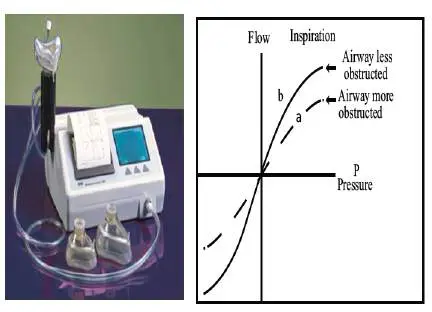 Flow Inspiration
Airway less
obstructed
b
Airway more
obstructed
a
P
Pressure